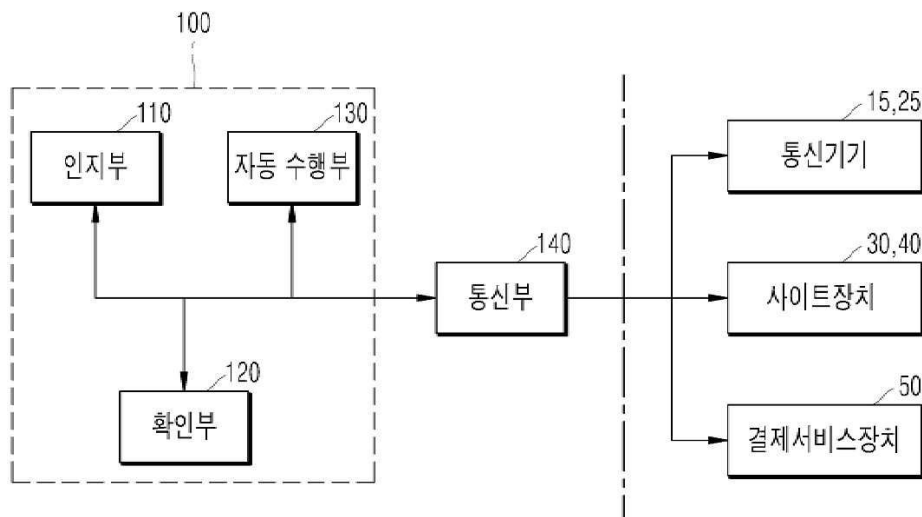 100
110
인지부
130
자동 수행부
15,25
통신기기
140
통신부
30,40
사이트장치
120
확인부
50
결제서비스장치